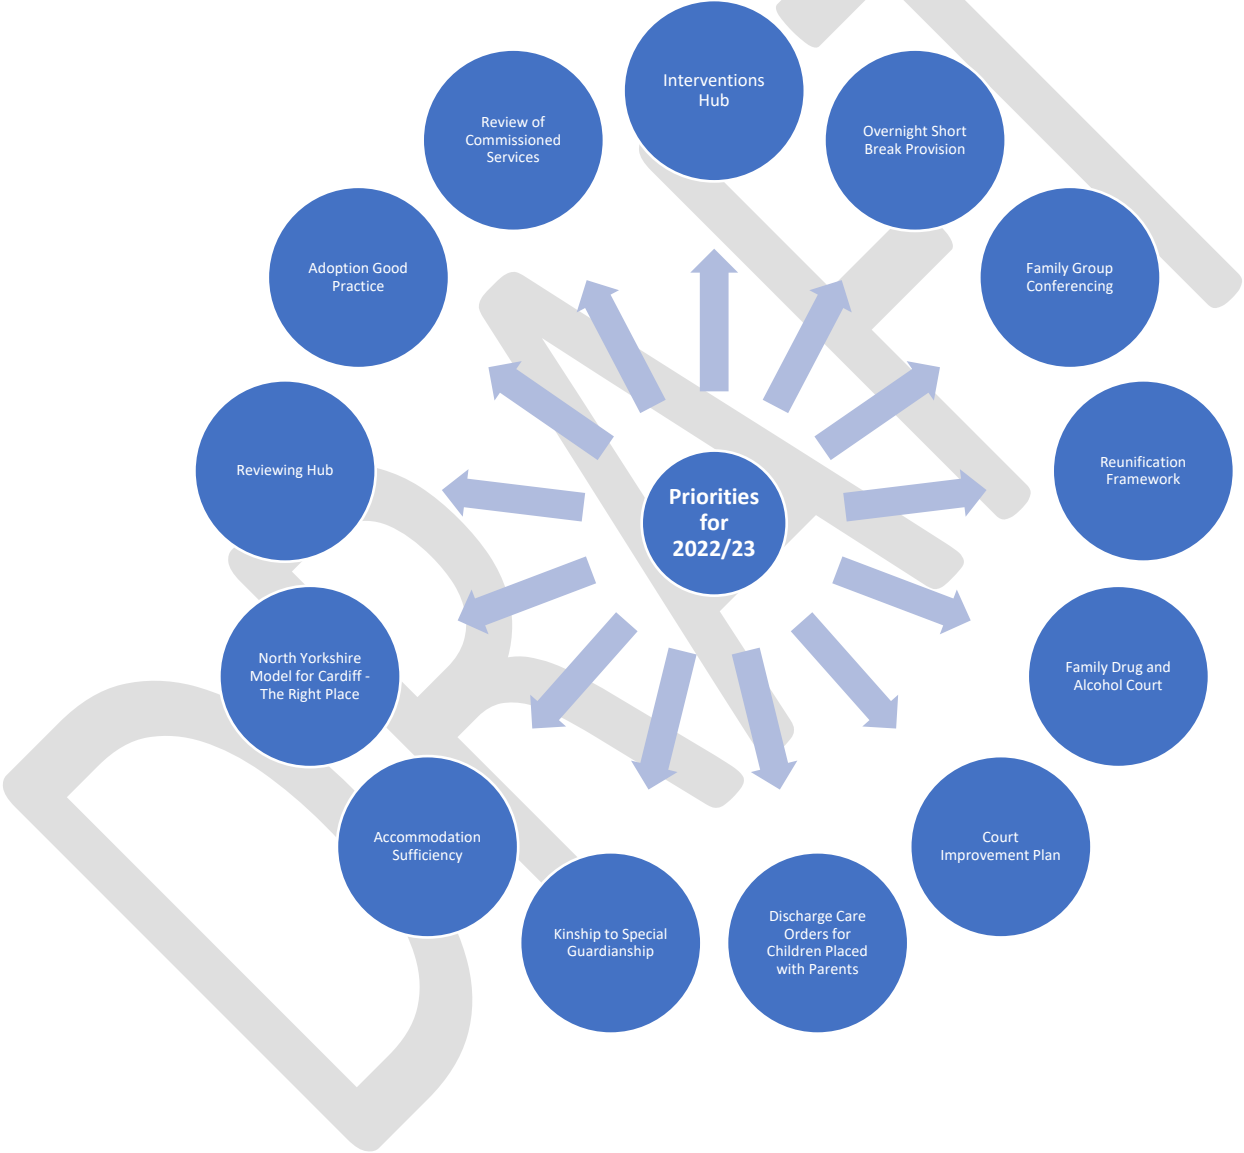 Interventions
Hub
Overnight Short
Break Provision
Family Group
Conferencing
Reunification
Framework
Family Drug and
Alcohol Court
Court
Improvement Plan
Discharge Care
Orders for
Children Placed
with Parents
Kinship to Special
Guardianship
Accommodation
Sufficiency
North Yorkshire
Model for Cardiff -
The Right Place
Reviewing Hub
Adoption Good
Practice
Review of
Commissioned
Services
Priorities
for
2022/23
DRAFT